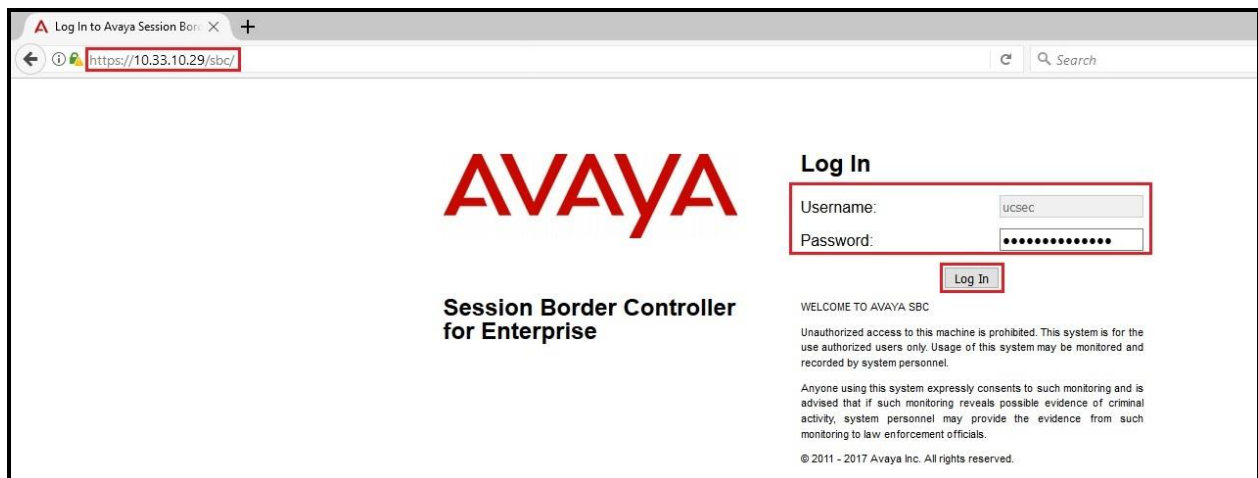 Log In to Avaya Session Bor
https://10.33.10.29/sbc/
Search
AVAYA
Session Border Controller
for Enterprise
Log In
Username:
ucsec
Password:
●●●●●●●●●●●●●●
Log In
WELCOME TO AVAYA SBC
Unauthorized access to this machine is prohibited. This system is for the
use authorized users only. Usage of this system may be monitored and
recorded by system personnel.
Anyone using this system expressly consents to such monitoring and is
advised that if such monitoring reveals possible evidence of criminal
activity, system personnel may provide the evidence from such
monitoring to law enforcement officials.
© 2011 - 2017 Avaya Inc. All rights reserved.